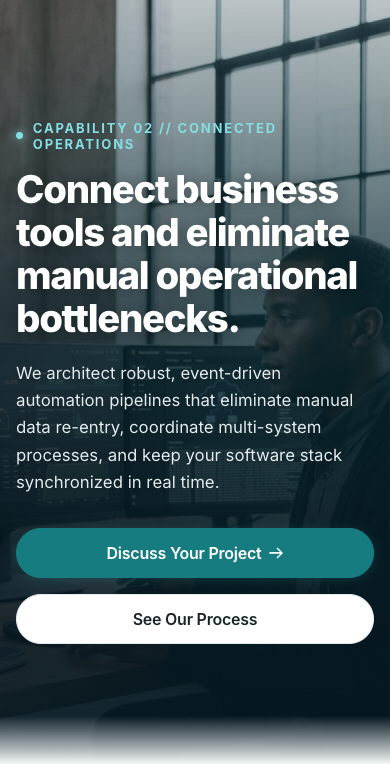 CAPABILITY 02 // CONNECTED
OPERATIONS
Connect business
tools and eliminate
manual operational
bottlenecks.
We architect robust, event-driven
automation pipelines that eliminate manual
data re-entry, coordinate multi-system
processes, and keep your software stack
synchronized in real time.
Discuss Your Project →
See Our Process